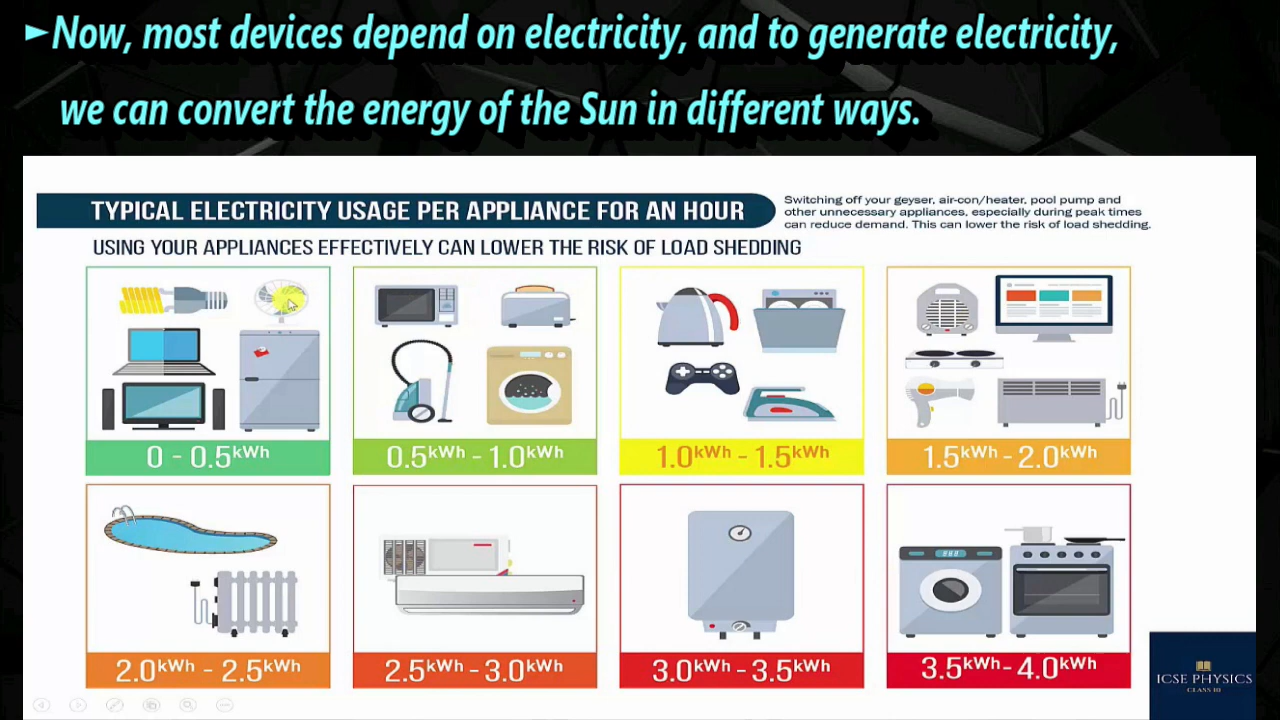 ►Now, most devices depend on electricity, and to generate electricity,
we can convert the energy of the Sun in different ways.
TYPICAL ELECTRICITY USAGE PER APPLIANCE FOR AN HOUR
Switching off your geyser, air-con/heater, pool pump and
other unnecessary appliances, especially during peak times
can reduce demand. This can lower the risk of load shedding.
USING YOUR APPLIANCES EFFECTIVELY CAN LOWER THE RISK OF LOAD SHEDDING
0 - 0.5kWh
0.5kWh - 1.0kWh
1.0kWh - 1.5kWh
1.5kWh - 2.0kWh
2.0kWh - 2.5kWh
2.5kWh - 3.0kWh
3.0kWh - 3.5kWh
3.5kWh - 4.0kWh
ICSE PHYSICS
CLASS 10